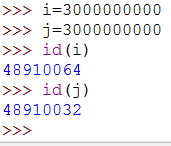 >>> i=3000000000
>>> j=3000000000
>>> id(i)
48910064
>>> id(j)
48910032
>>>